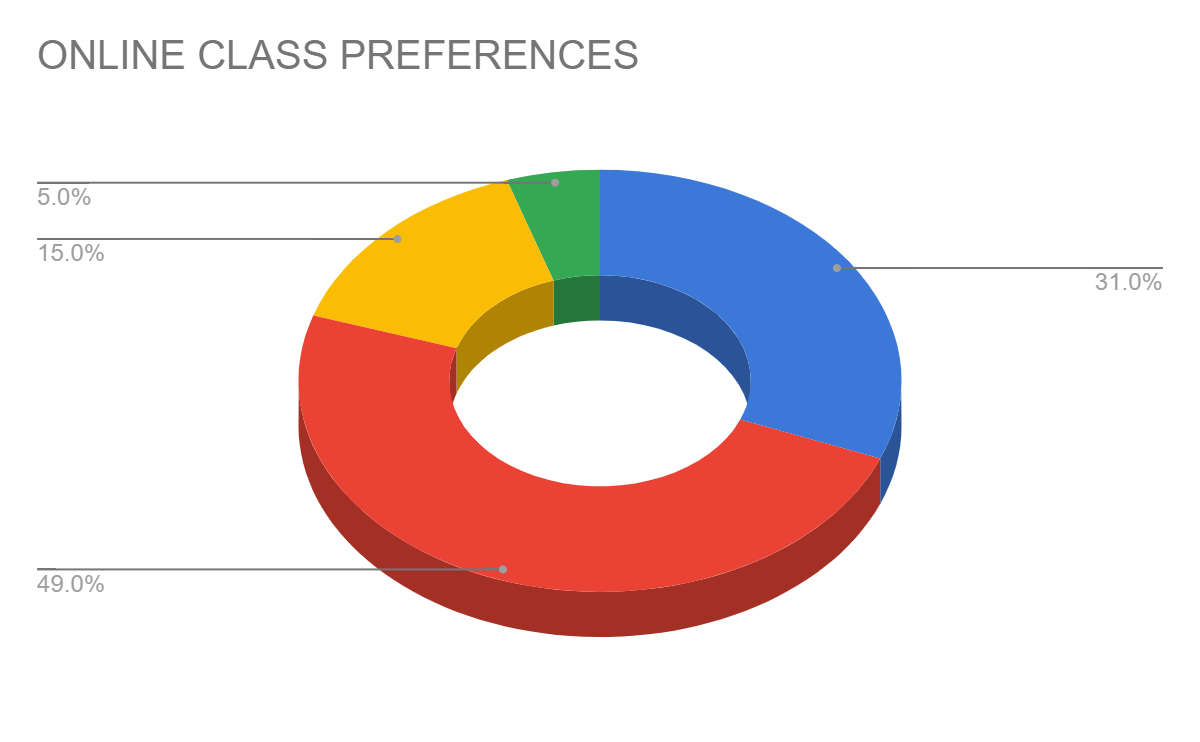 ONLINE CLASS PREFERENCES
5.0%
15.0%
31.0%
49.0%